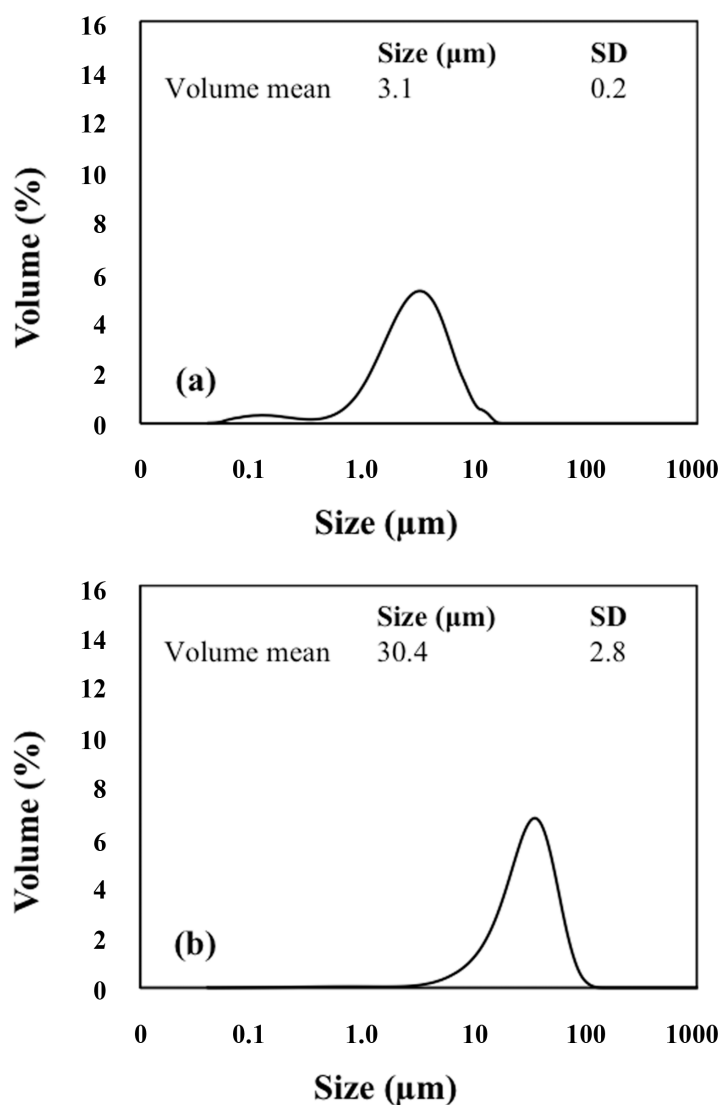 16
Size (μm) SD
14
Volume mean 3.1 0.2
12
10
8
6
4
2
0
Volume (%)
(a)
0 0.1 1.0 10 100 1000
Size (μm)
16
Size (μm) SD
14
Volume mean 30.4 2.8
12
10
8
6
4
2
0
Volume (%)
(b)
0 0.1 1.0 10 100 1000
Size (μm)